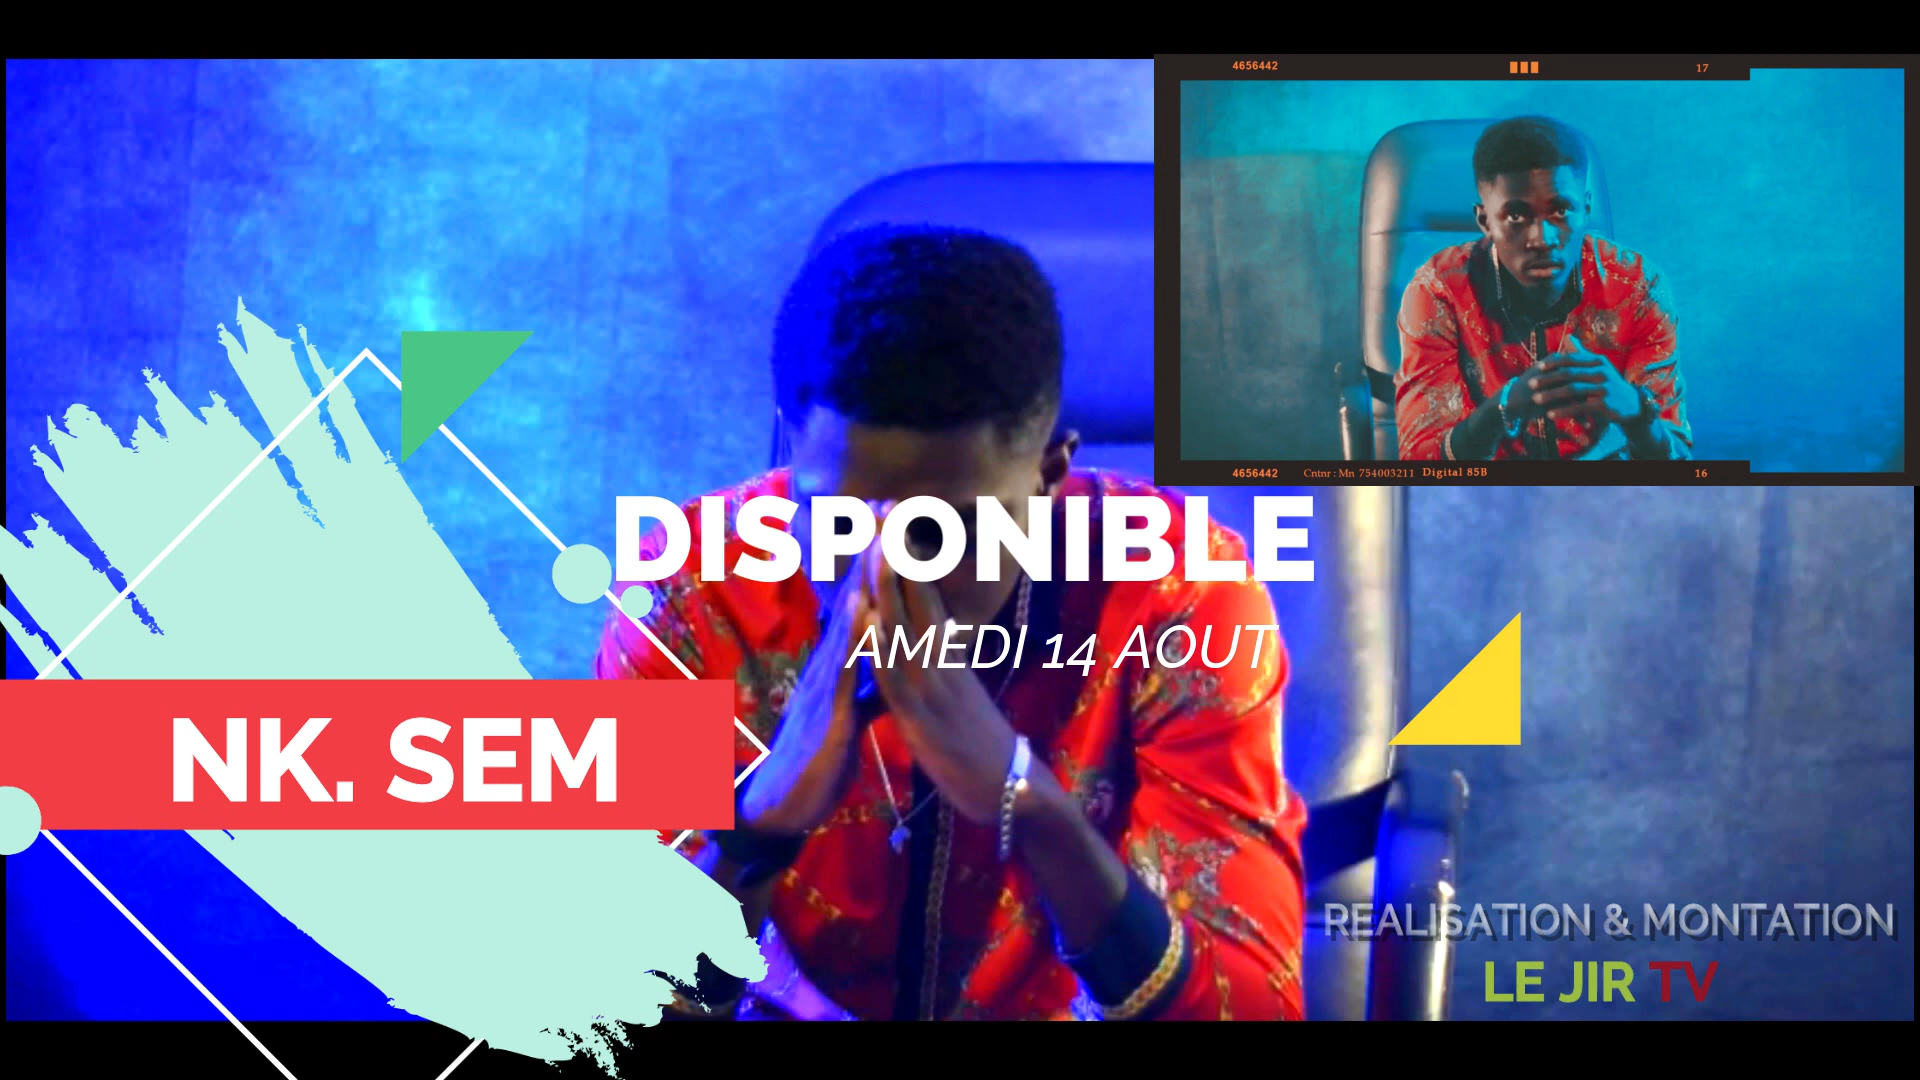 4656442 17
4656442 Cntnr : Mn 754003211 Digital 85B 16
DISPONIBLE
AMEDI 14 AOUT
NK. SEM
REALISATION & MONTATION
LE JIR TV